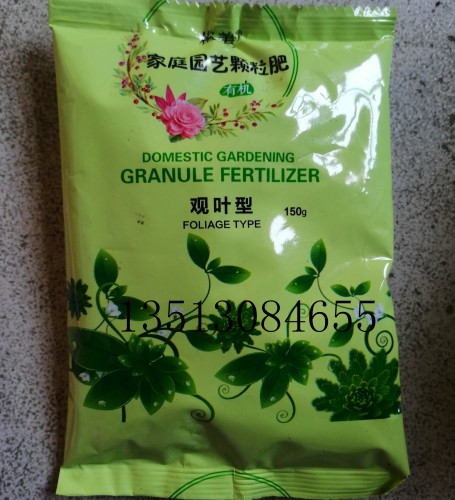 家庭园艺颗粒肥
有机
DOMESTIC GARDENING
GRANULE FERTILIZER
观叶型 150g
FOLIAGE TYPE
13513084655